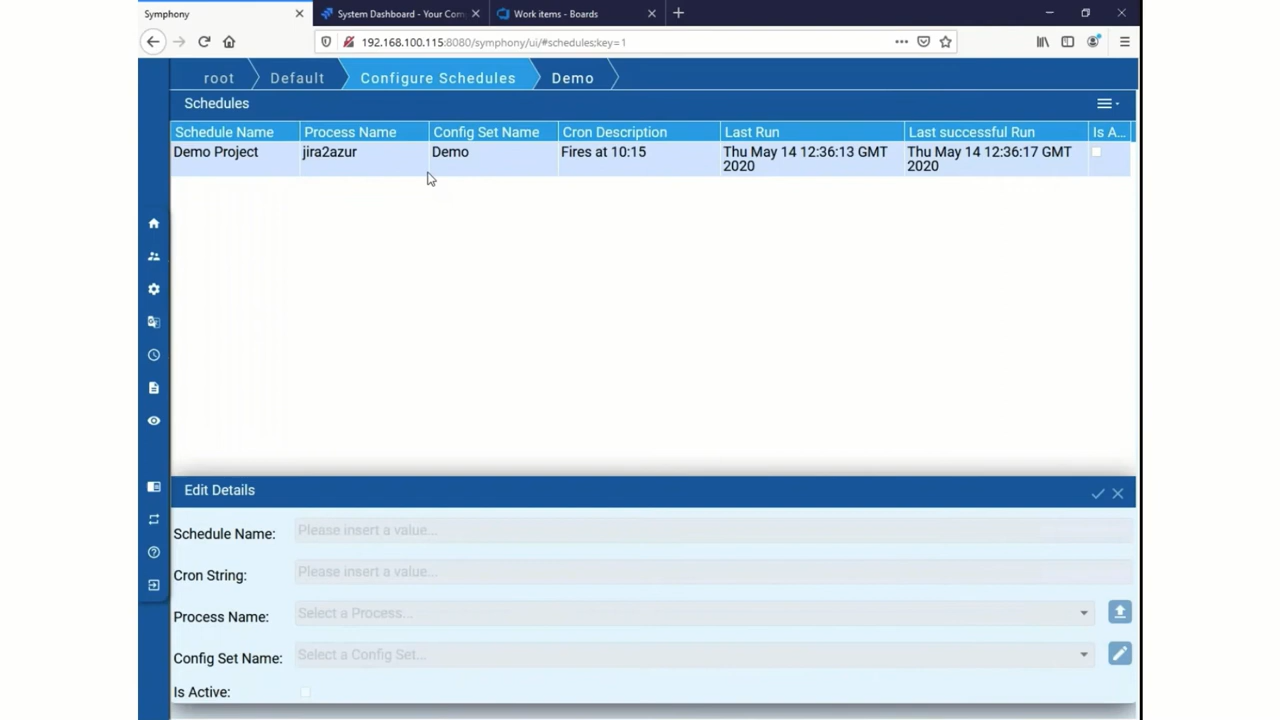 Symphony
System Dashboard - Your Com
Work items - Boards
192.168.100.115:8080/symphony/ui/#schedules;key=1
root
Default
Configure Schedules
Demo
Schedules
Schedule Name
Process Name
Config Set Name
Cron Description
Last Run
Last successful Run
Is A...
Demo Project
jira2azur
Demo
Fires at 10:15
Thu May 14 12:36:13 GMT
2020
Thu May 14 12:36:17 GMT
2020
Edit Details
Schedule Name:
Please insert a value...
Cron String:
Please insert a value...
Process Name:
Select a Process...
Config Set Name:
Select a Config Set...
Is Active: